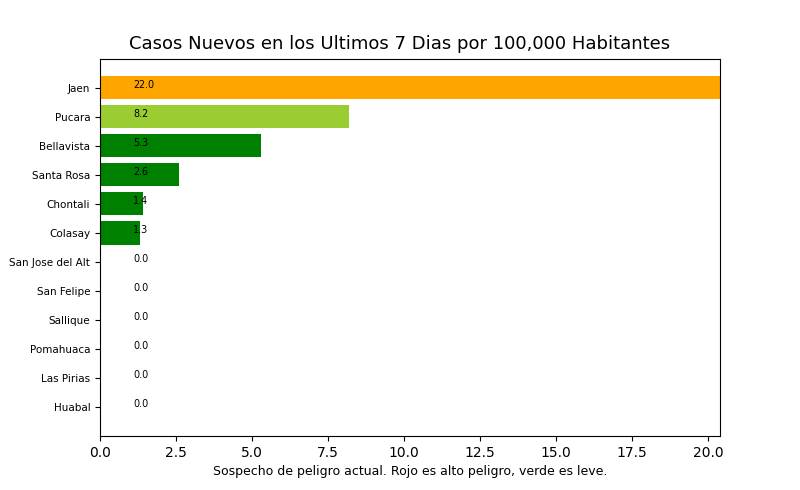 Casos Nuevos en los Ultimos 7 Dias por 100,000 Habitantes
Jaen 22.0
Pucara 8.2
Bellavista 5.3
Santa Rosa 2.6
Chontali 1.4
Colasay 1.3
San Jose del Alt 0.0
San Felipe 0.0
Sallique 0.0
Pomahuaca 0.0
Las Pirias 0.0
Huabal 0.0
0.0 2.5 5.0 7.5 10.0 12.5 15.0 17.5 20.0
Sospecho de peligro actual. Rojo es alto peligro, verde es leve.